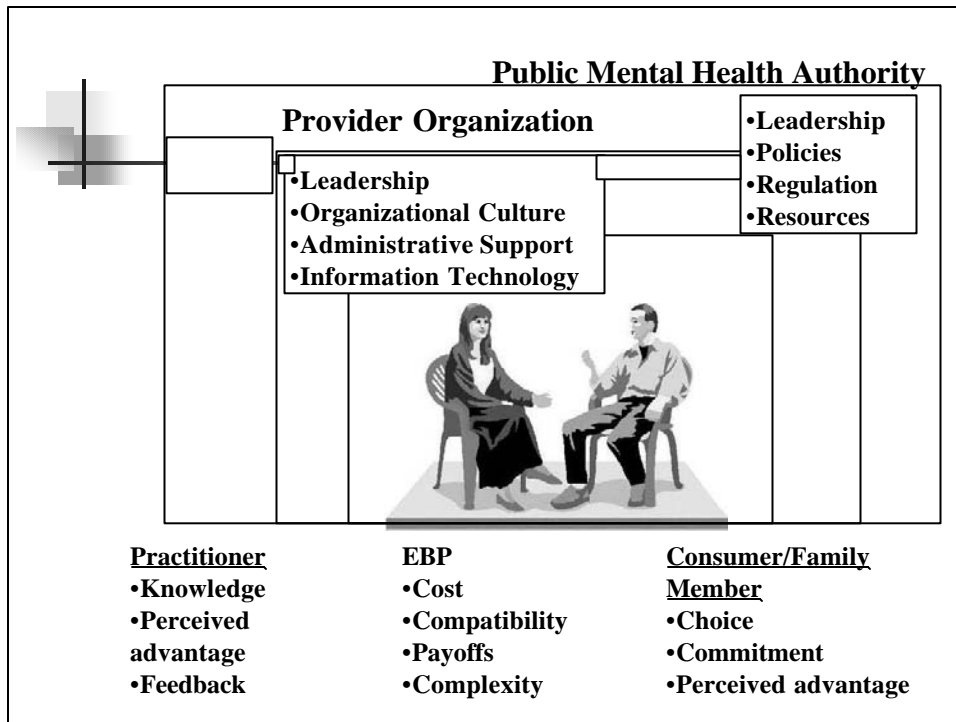 Public Mental Health Authority
Provider Organization
•Leadership
•Policies
•Regulation
•Resources
•Leadership
•Organizational Culture
•Administrative Support
•Information Technology
Practitioner
•Knowledge
•Perceived
advantage
•Feedback
EBP
•Cost
•Compatibility
•Payoffs
•Complexity
Consumer/Family
Member
•Choice
•Commitment
•Perceived advantage